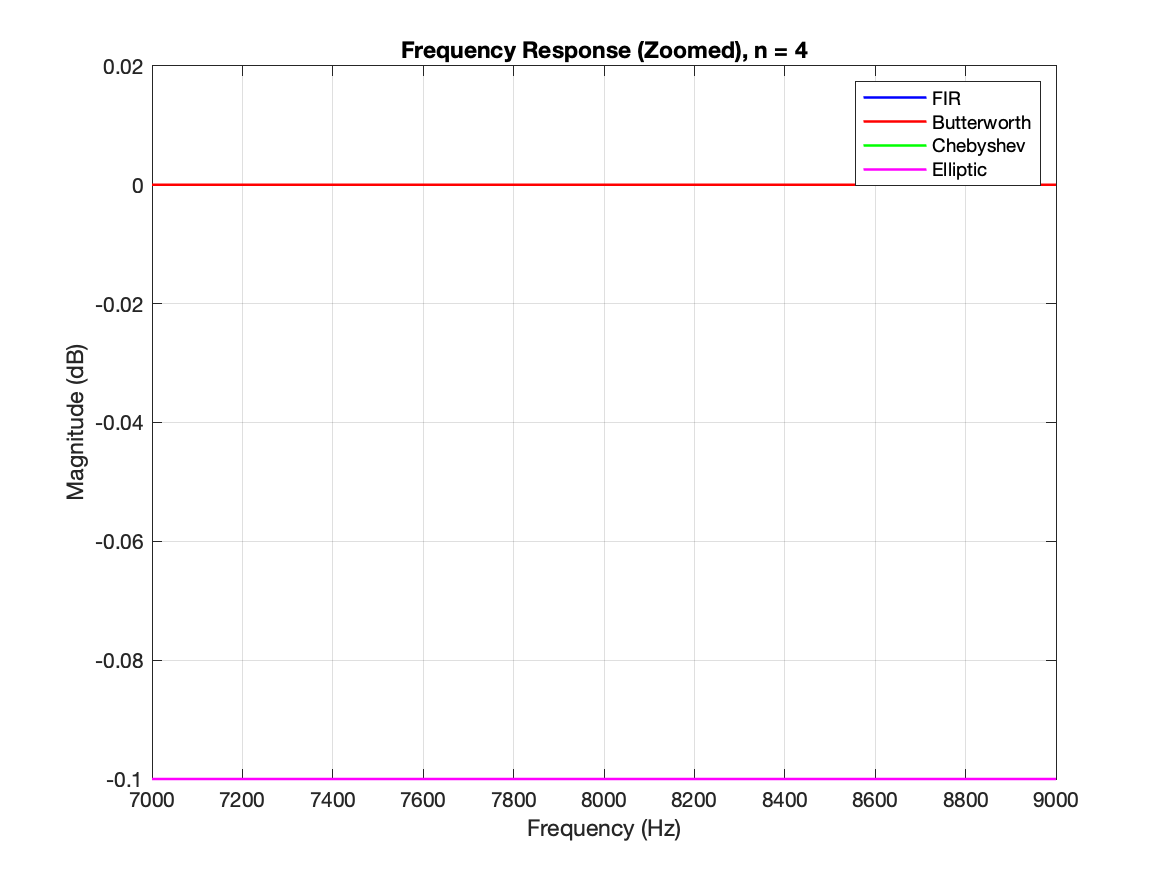 Frequency Response (Zoomed), n = 4
0.02
0
-0.02
-0.04
-0.06
-0.08
-0.1
Magnitude (dB)
FIR
Butterworth
Chebyshev
Elliptic
7000 7200 7400 7600 7800 8000 8200 8400 8600 8800 9000
Frequency (Hz)